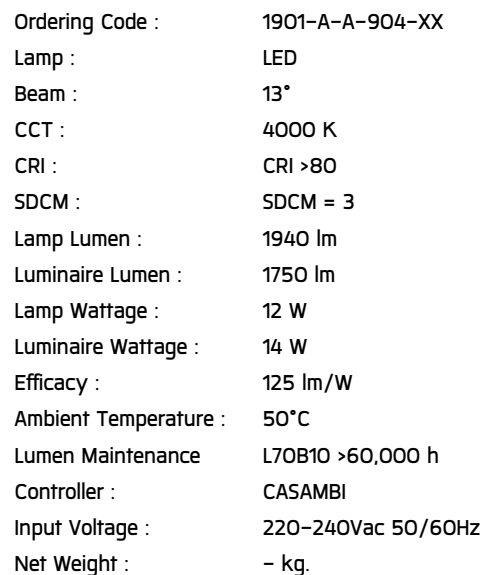 Ordering Code : 1901-A-A-904-XX
Lamp : LED
Beam : 13°
CCT : 4000 K
CRI : CRI >80
SDCM : SDCM = 3
Lamp Lumen : 1940 lm
Luminaire Lumen : 1750 lm
Lamp Wattage : 12 W
Luminaire Wattage : 14 W
Efficacy : 125 lm/W
Ambient Temperature : 50°C
Lumen Maintenance L70B10 >60,000 h
Controller : CASAMBI
Input Voltage : 220-240Vac 50/60Hz
Net Weight : - kg.